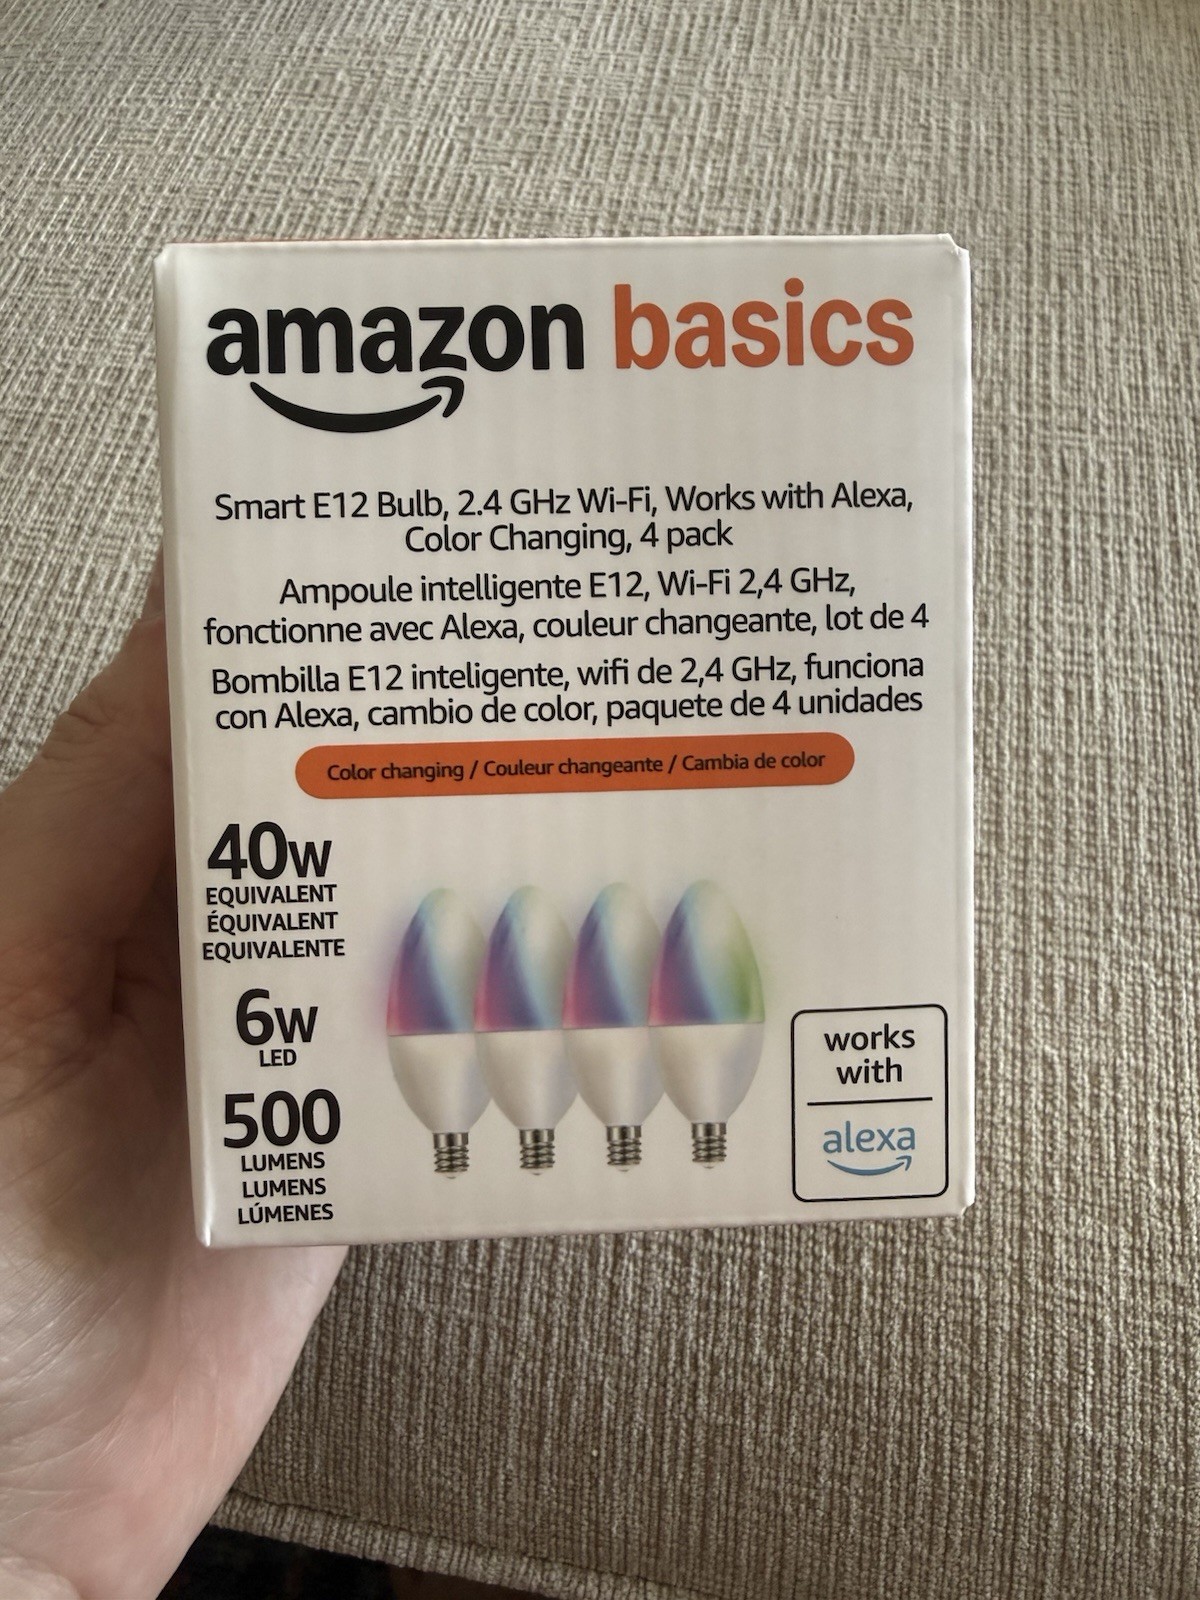 amazon basics
Smart E12 Bulb, 2.4 GHz Wi-Fi, Works with Alexa,
Color Changing, 4 pack
Ampoule intelligente E12, Wi-Fi 2,4 GHz,
fonctionne avec Alexa, couleur changeante, lot de 4
Bombilla E12 inteligente, wifi de 2,4 GHz, funciona
con Alexa, cambio de color, paquete de 4 unidades
Color changing / Couleur changeante / Cambia de color
40W
EQUIVALENT
ÉQUIVALENT
EQUIVALENTE
6W
LED
500
LUMENS
LUMENS
LÚMENES
works
with
alexa